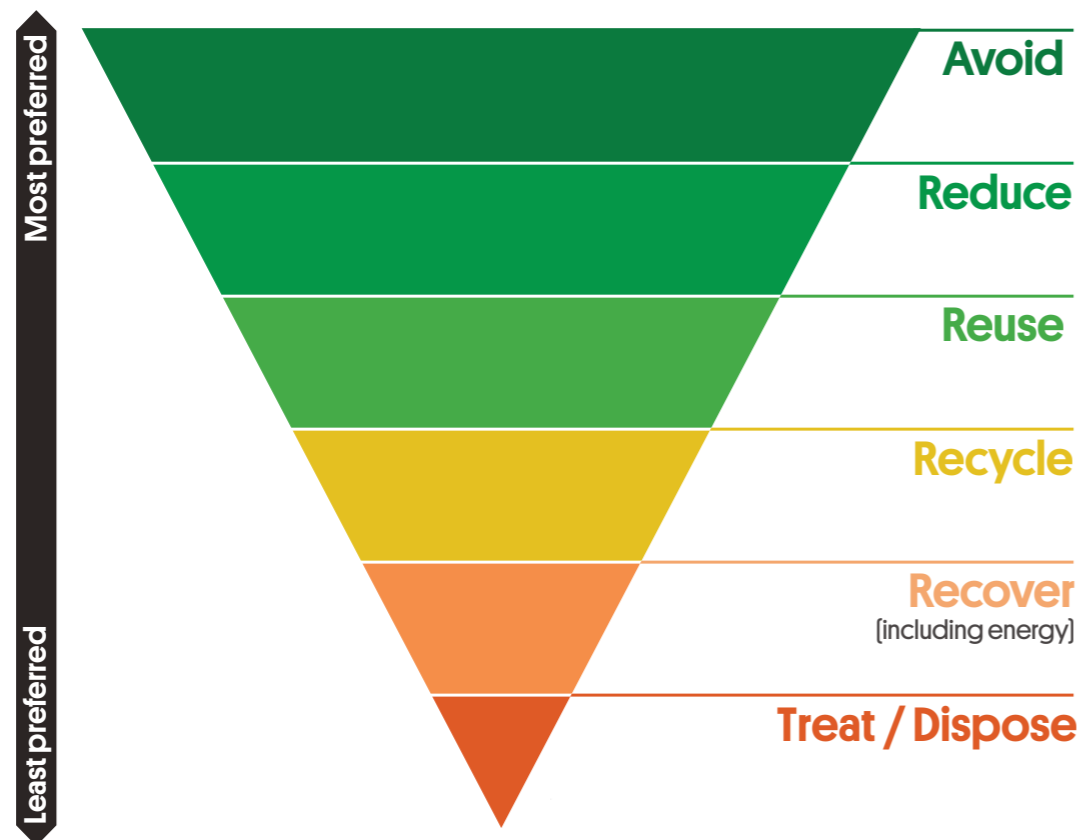 Most preferred
Avoid
Reduce
Reuse
Recycle
Recover
(including energy)
Treat / Dispose
Least preferred